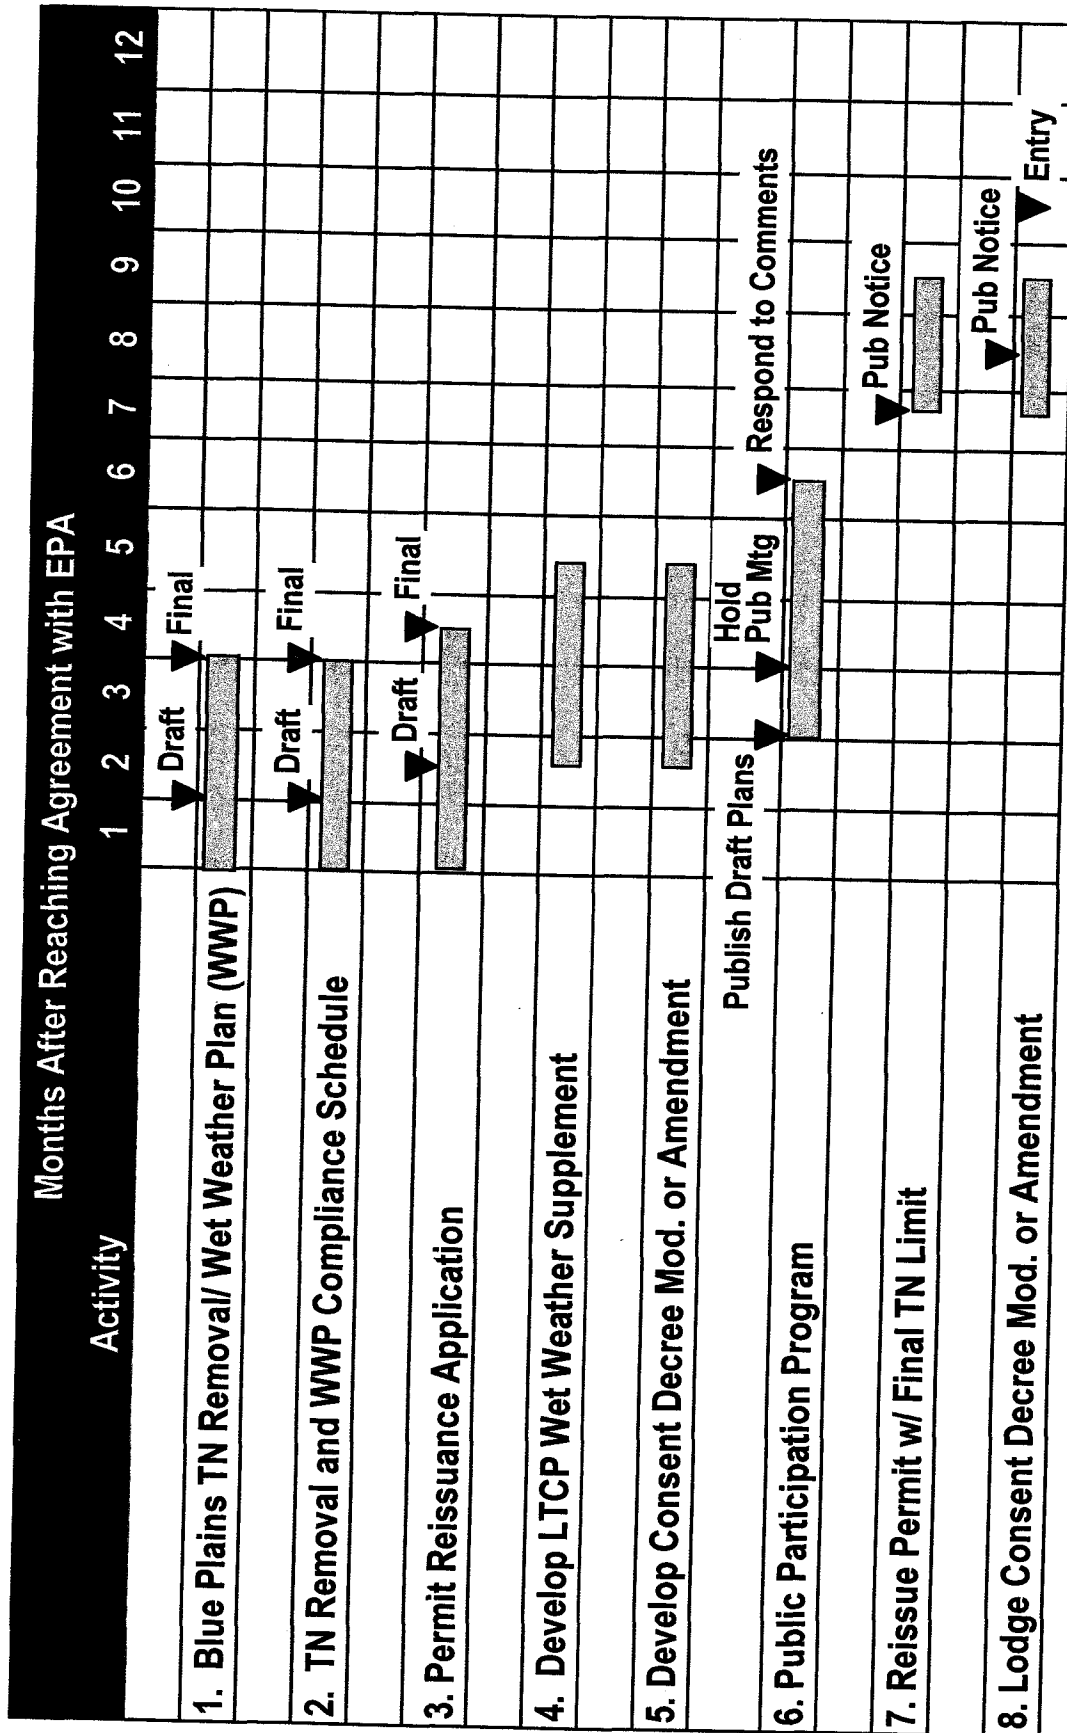 Months After Reaching Agreement with EPA
Activity 1 2 3 4 5 6 7 8 9 10 11 12
Draft Final
1. Blue Plains TN Removal/ Wet Weather Plan (WWP)
Draft Final
2. TN Removal and WWP Compliance Schedule
Draft Final
3. Permit Reissuance Application
4. Develop LTCP Wet Weather Supplement
5. Develop Consent Decree Mod. or Amendment
Publish Draft Plans
Hold
Pub Mtg
Respond to Comments
6. Public Participation Program
Pub Notice
7. Reissue Permit w/ Final TN Limit
Pub Notice
Entry
8. Lodge Consent Decree Mod. or Amendment